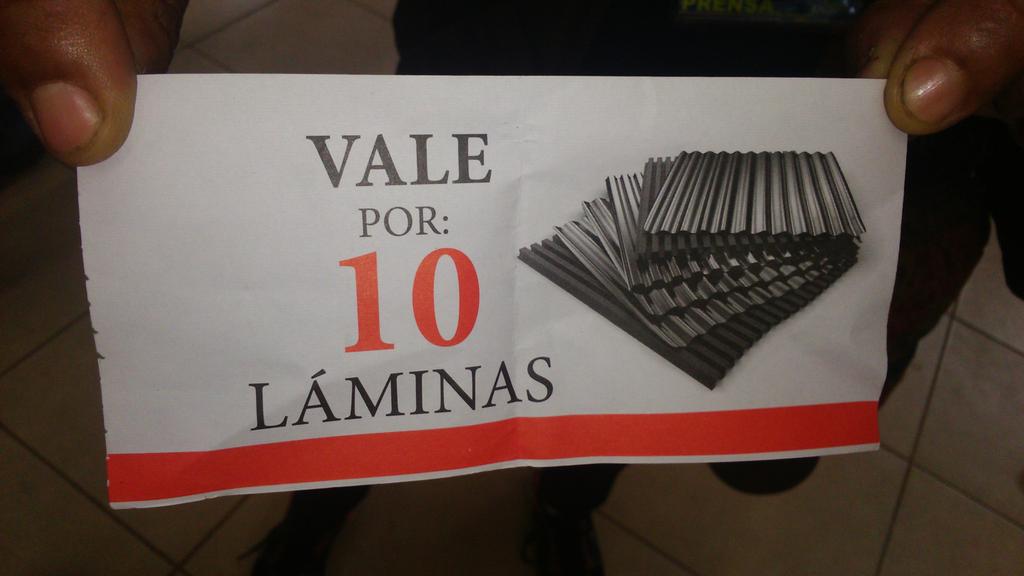 PRENSA
VALE
POR:
10
LÁMINAS